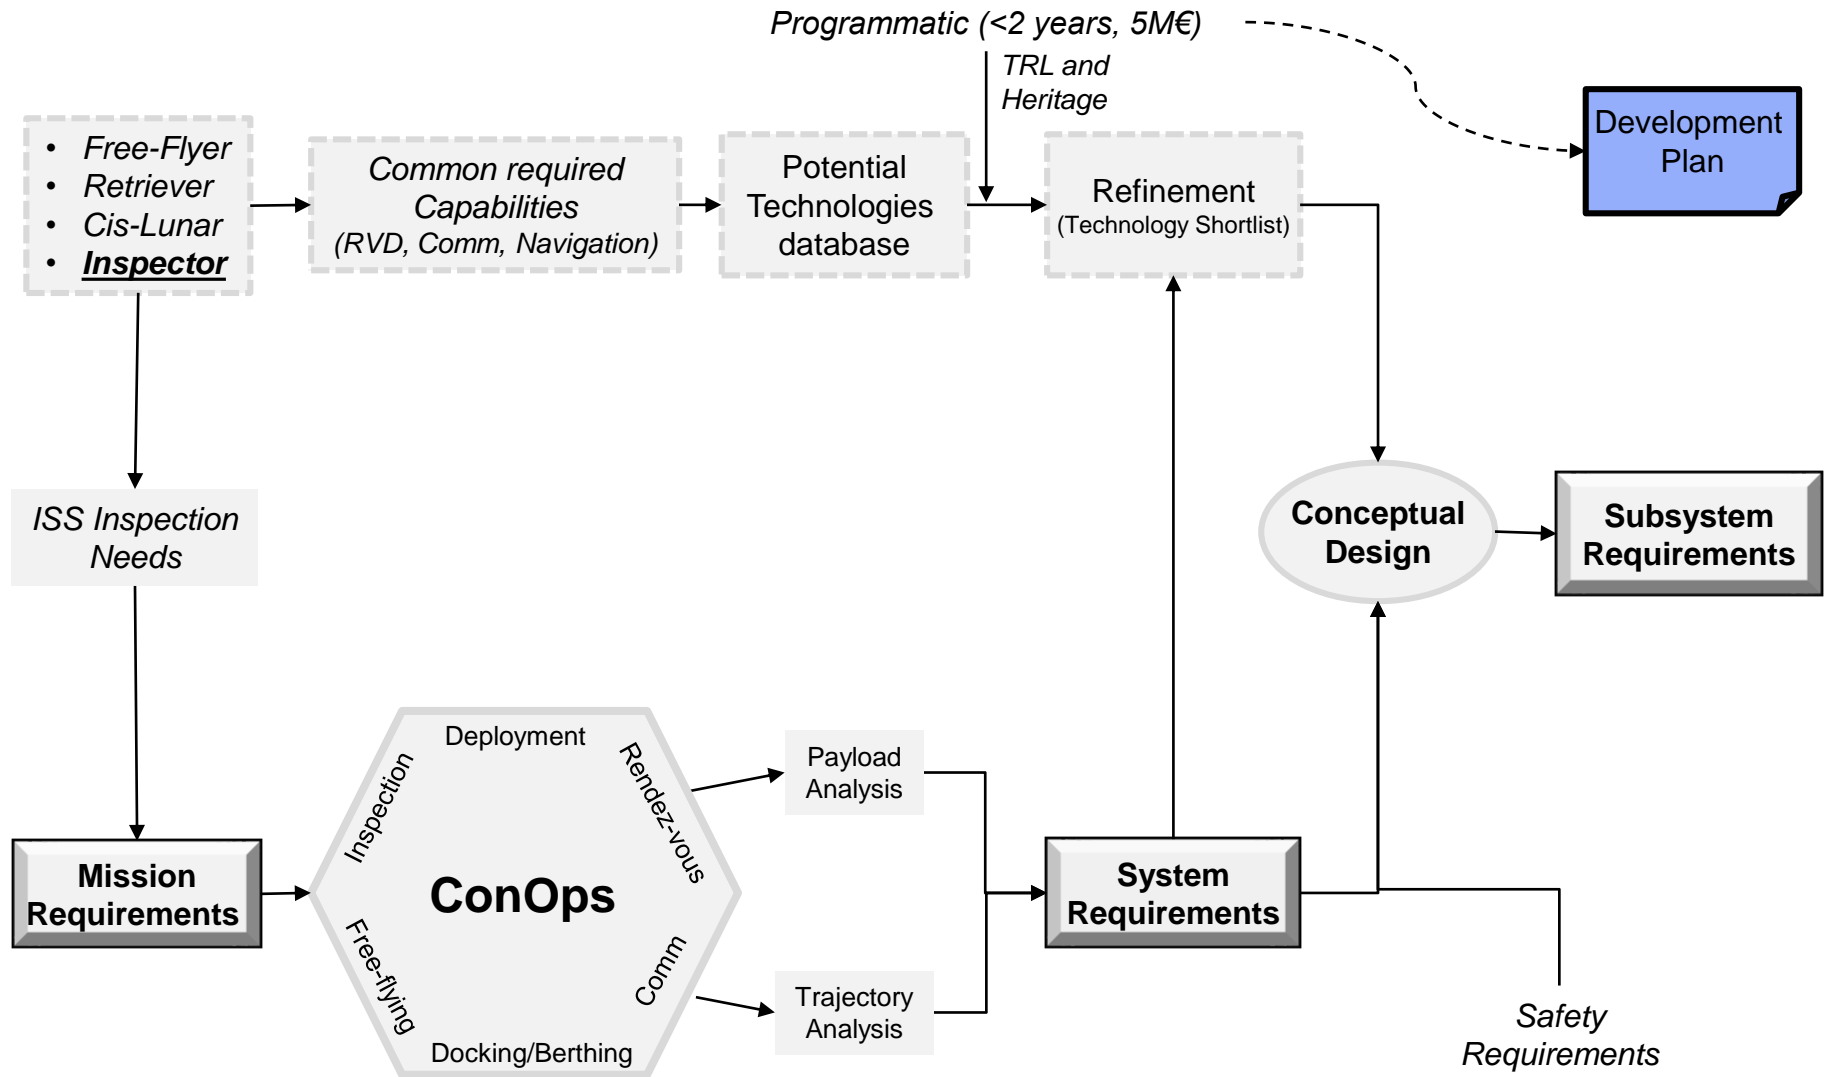 Programmatic (<2 years, 5M€)
TRL and
Heritage
Development
Plan
• Free-Flyer
• Retriever
• Cis-Lunar
• Inspector
Common required
Capabilities
(RVD, Comm, Navigation)
Potential
Technologies
database
Refinement
(Technology Shortlist)
ISS Inspection
Needs
Conceptual
Design
Subsystem
Requirements
Mission
Requirements
Deployment
Inspection
Rendez-vous
ConOps
Free-flying
Comm
Docking/Berthing
Payload
Analysis
Trajectory
Analysis
System
Requirements
Safety
Requirements